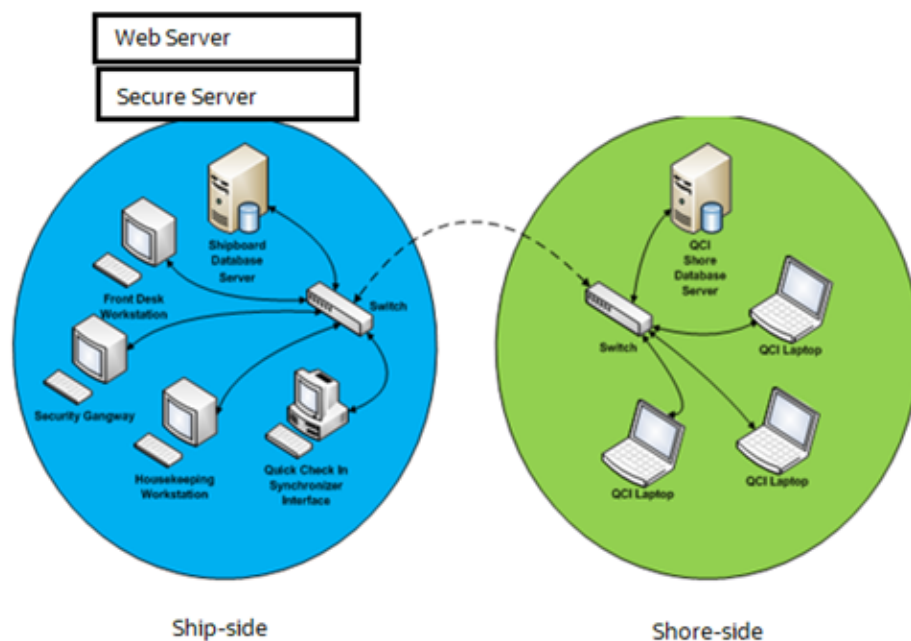 Web Server
Secure Server
Shipboard
Database
Server
Front Desk
Workstation
Switch
Security Gangway
Housekeeping
Workstation
Quick Check In
Synchronizer
Interface
QCI
Shore
Database
Server
Switch
QCI Laptop
QCI Laptop
QCI Laptop
Ship-side
Shore-side